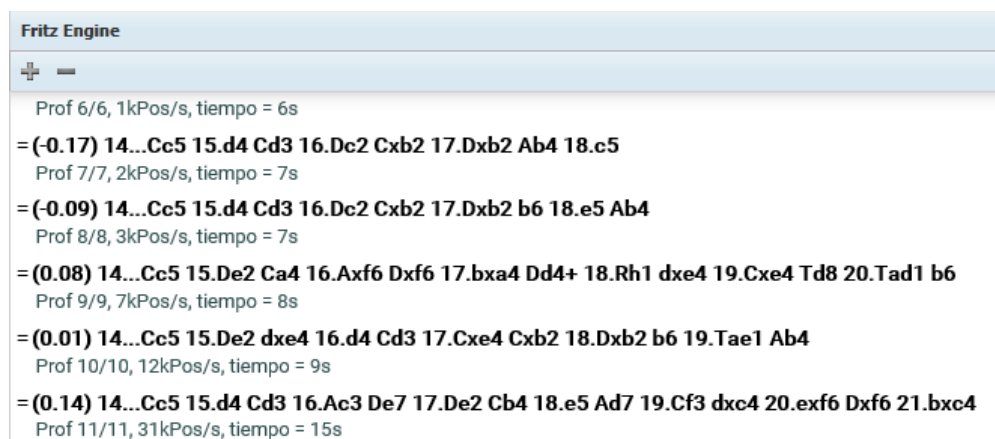 Fritz Engine
Prof 6/6, 1kPos/s, tiempo = 6s
=(-0.17) 14...Cc5 15.d4 Cd3 16.Dc2 Cxb2 17.Dxb2 Ab4 18.c5
Prof 7/7, 2kPos/s, tiempo = 7s
=(-0.09) 14...Cc5 15.d4 Cd3 16.Dc2 Cxb2 17.Dxb2 b6 18.e5 Ab4
Prof 8/8, 3kPos/s, tiempo = 7s
=(0.08) 14...Cc5 15.De2 Ca4 16.Axf6 Dxf6 17.bxa4 Dd4+ 18.Rh1 dxe4 19.Cxe4 Td8 20.Tad1 b6
Prof 9/9, 7kPos/s, tiempo = 8s
=(0.01) 14...Cc5 15.De2 dxe4 16.d4 Cd3 17.Cxe4 Cxb2 18.Dxb2 b6 19.Tae1 Ab4
Prof 10/10, 12kPos/s, tiempo = 9s
=(0.14) 14...Cc5 15.d4 Cd3 16.Ac3 De7 17.De2 Cb4 18.e5 Ad7 19.Cf3 dxc4 20.exf6 Dxf6 21.bxc4
Prof 11/11, 31kPos/s, tiempo = 15s